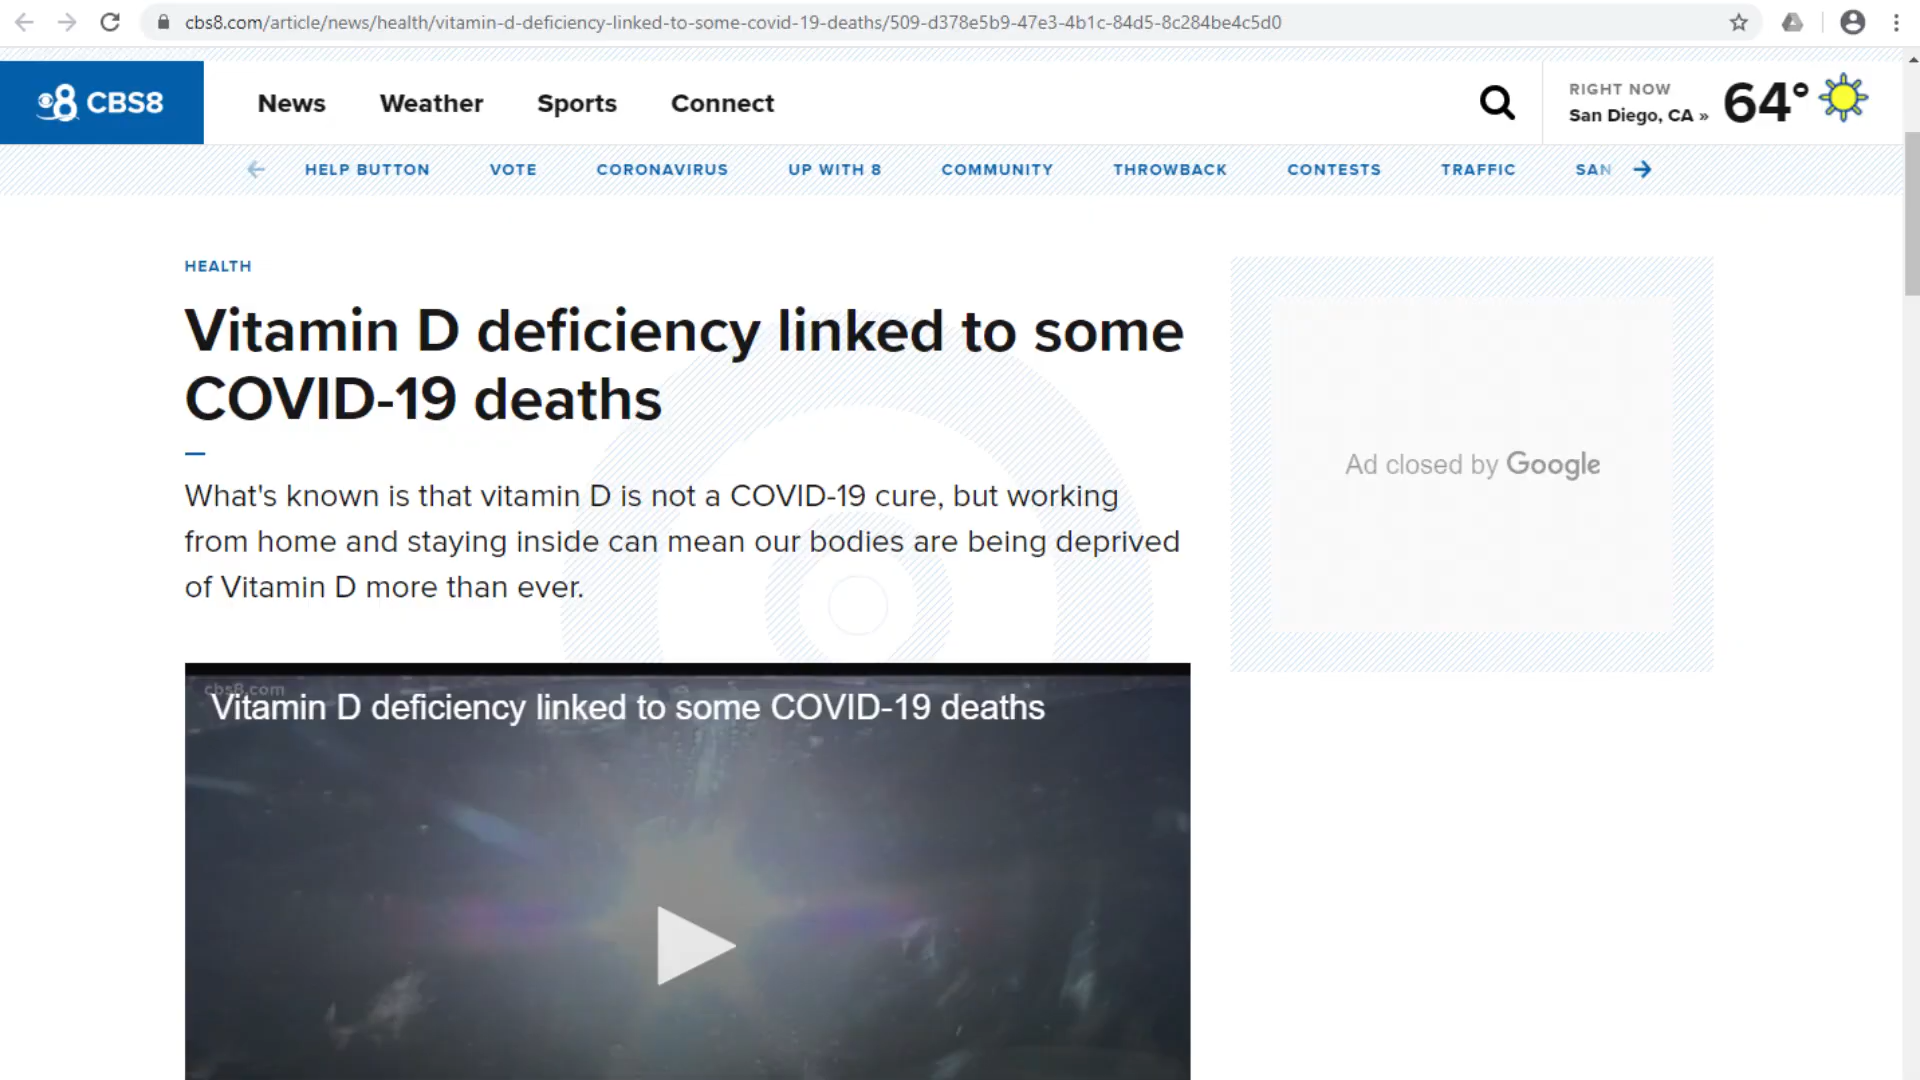 cbs8.com/article/news/health/vitamin-d-deficiency-linked-to-some-covid-19-deaths/509-d378e5b9-47e3-4b1c-84d5-8c284be4c5d0
8 CBS8
News
Weather
Sports
Connect
RIGHT NOW
San Diego, CA »
64°
HELP BUTTON
VOTE
CORONAVIRUS
UP WITH 8
COMMUNITY
THROWBACK
CONTESTS
TRAFFIC
SAN
HEALTH
Vitamin D deficiency linked to some
COVID-19 deaths
What's known is that vitamin D is not a COVID-19 cure, but working
from home and staying inside can mean our bodies are being deprived
of Vitamin D more than ever.
Ad closed by Google
cbs8.com
Vitamin D deficiency linked to some COVID-19 deaths